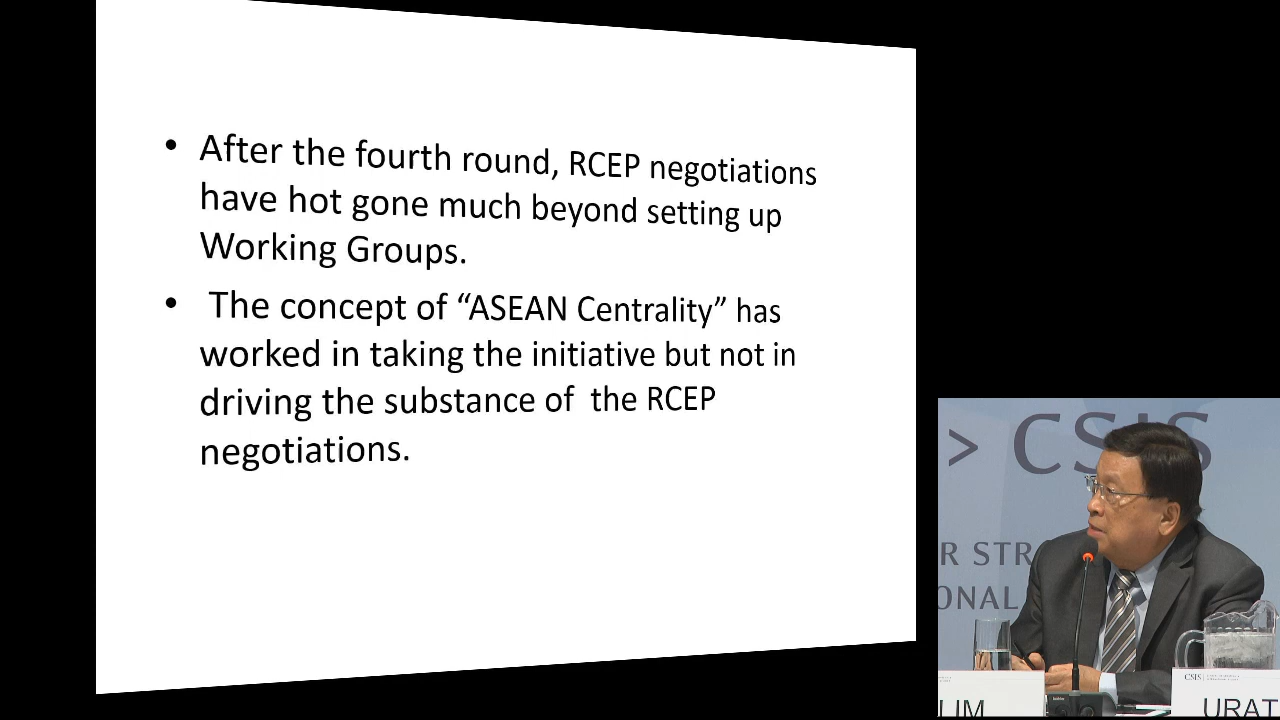 • After the fourth round, RCEP negotiations
have hot gone much beyond setting up
Working Groups.
• The concept of “ASEAN Centrality” has
worked in taking the initiative but not in
driving the substance of the RCEP
negotiations.
> CSIS
R STR
ONAL
CSIS
UM
URAT